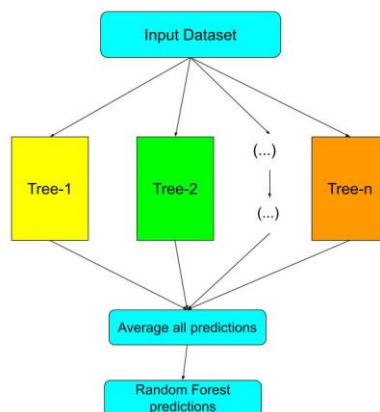 Input Dataset
Tree-1
Tree-2
(...)
(...)
Tree-n
Average all predictions
Random Forest
predictions